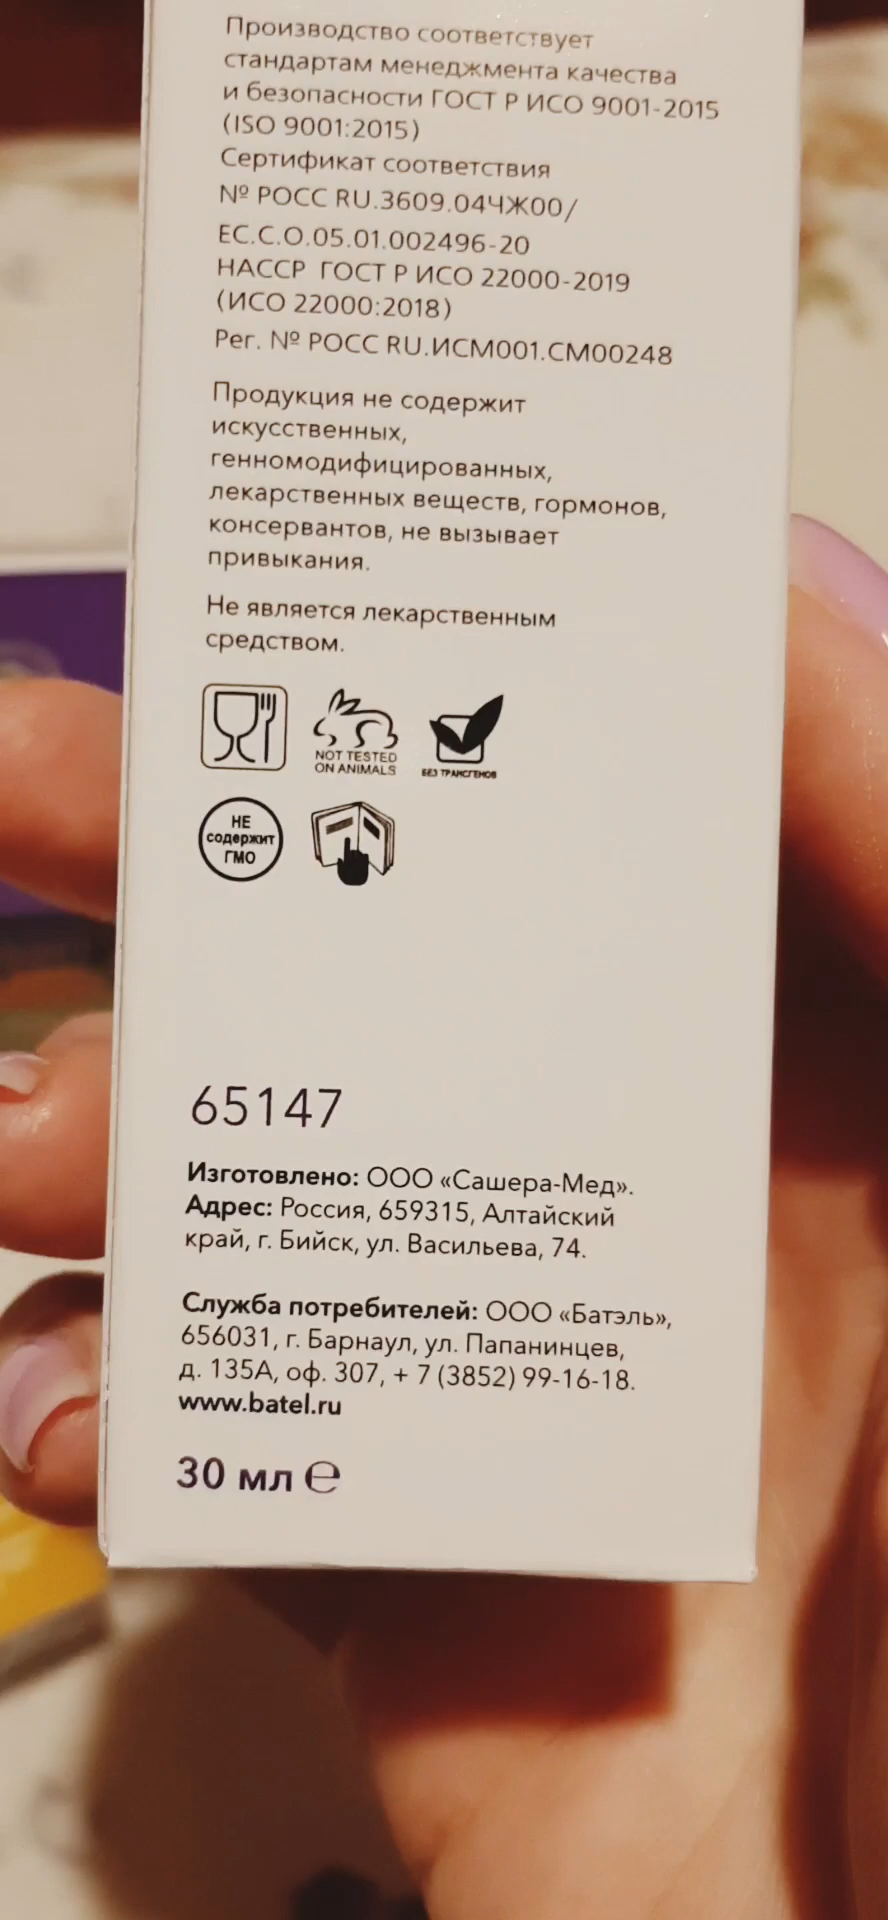 Производство соответствует
стандартам менеджмента качества
и безопасности ГОСТ Р ИСО 9001-2015
(ISO 9001:2015)
Сертификат соответствия
№ РОСС RU.3609.04ЧЖ00/
ЕС.С.О.05.01.002496-20
НАССР ГОСТ Р ИСО 22000-2019
(ИСО 22000:2018)
Рег. № РОСС RU.ИСМ001.СМ00248
Продукция не содержит
искусственных,
генномодифицированных,
лекарственных веществ, гормонов,
консервантов, не вызывает
привыкания.
Не является лекарственным
средством.
NOT TESTED
ON ANIMALS
БЕЗ ТРАНСГЕНОВ
НЕ
содержит
ГМО
65147
Изготовлено: ООО «Сашера-Мед».
Адрес: Россия, 659315, Алтайский
край, г. Бийск, ул. Васильева, 74.
Служба потребителей: ООО «Батэль»,
656031, г. Барнаул, ул. Папанинцев,
д. 135А, оф. 307, + 7 (3852) 99-16-18.
www.batel.ru
30 мл ℮